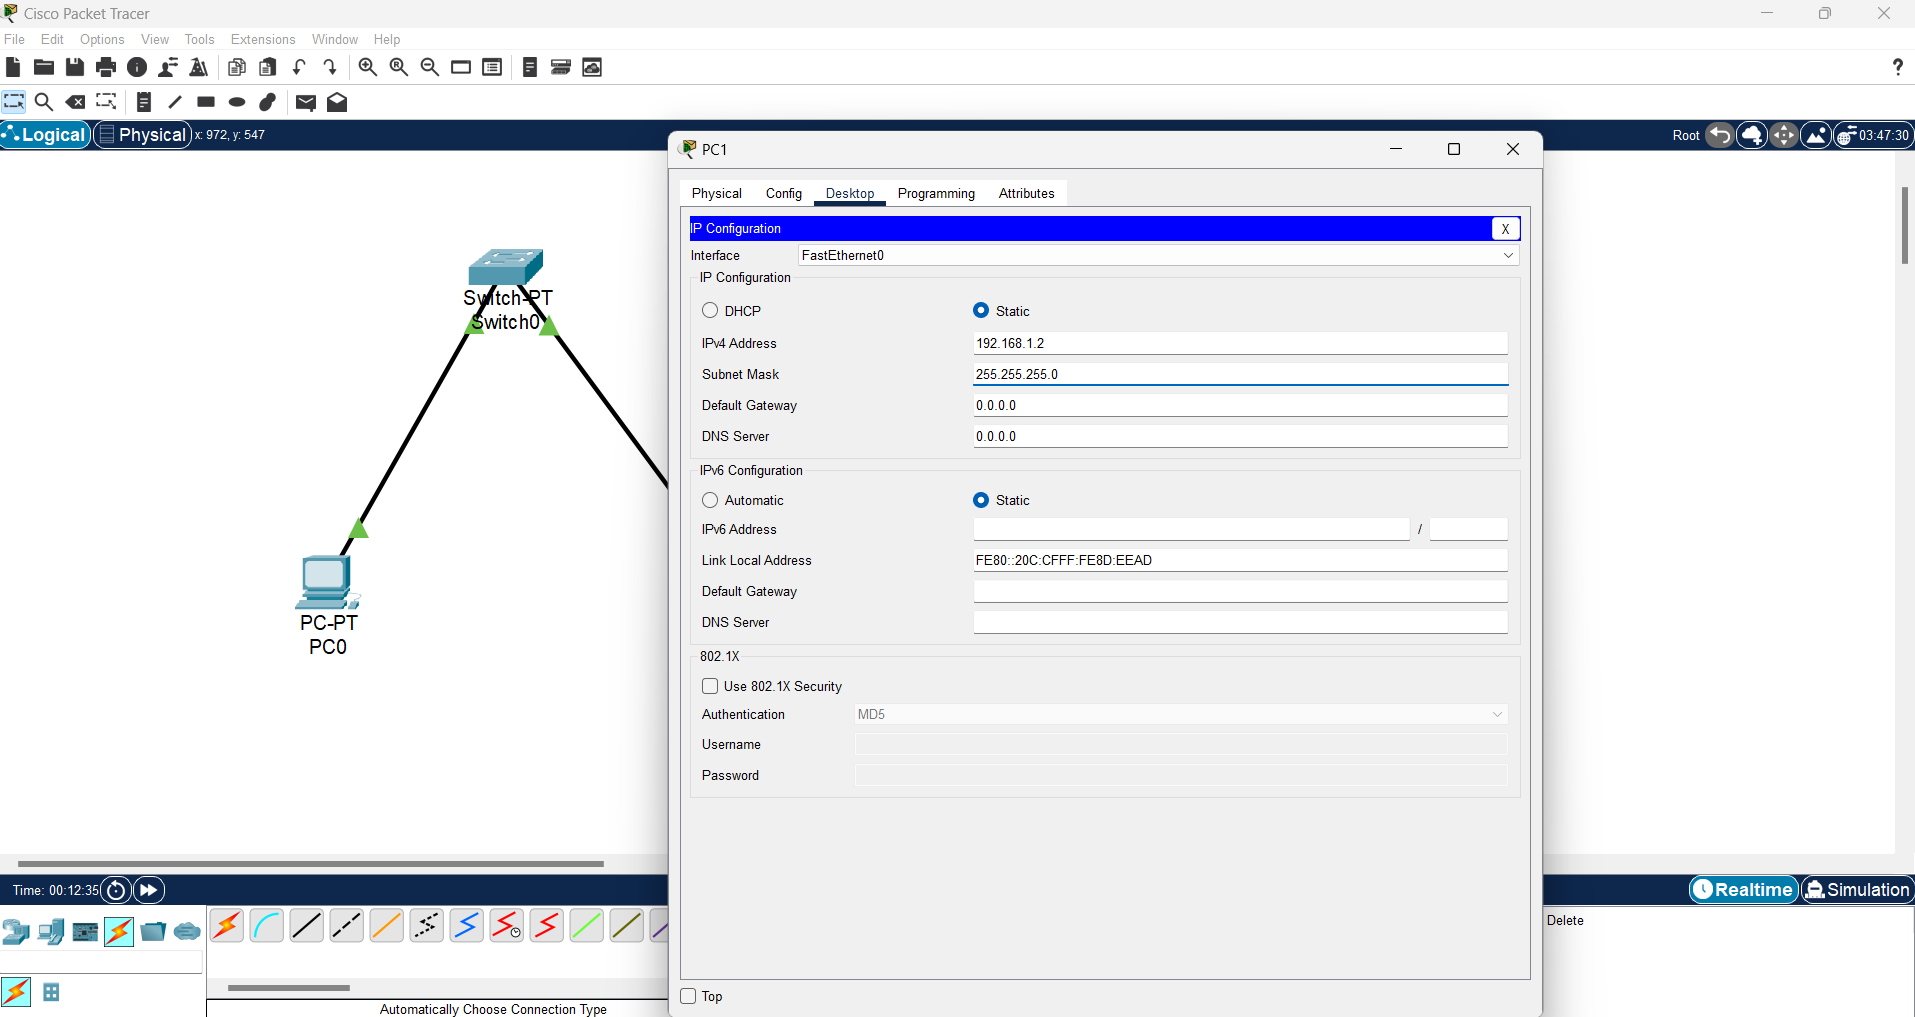 Cisco Packet Tracer
File Edit Options View Tools Extensions Window Help
?
Logical Physical x: 972, y: 547
Root 03:47:30
Switch-PT
Switch0
PC-PT
PC0
PC1
Physical Config Desktop Programming Attributes
IP Configuration X
Interface FastEthernet0
IP Configuration
DHCP Static
IPv4 Address 192.168.1.2
Subnet Mask 255.255.255.0
Default Gateway 0.0.0.0
DNS Server 0.0.0.0
IPv6 Configuration
Automatic Static
IPv6 Address /
Link Local Address FE80::20C:CFFF:FE8D:EEAD
Default Gateway
DNS Server
802.1X
Use 802.1X Security
Authentication MD5
Username
Password
Top
Time: 00:12:35
Realtime Simulation
Delete
Automatically Choose Connection Type